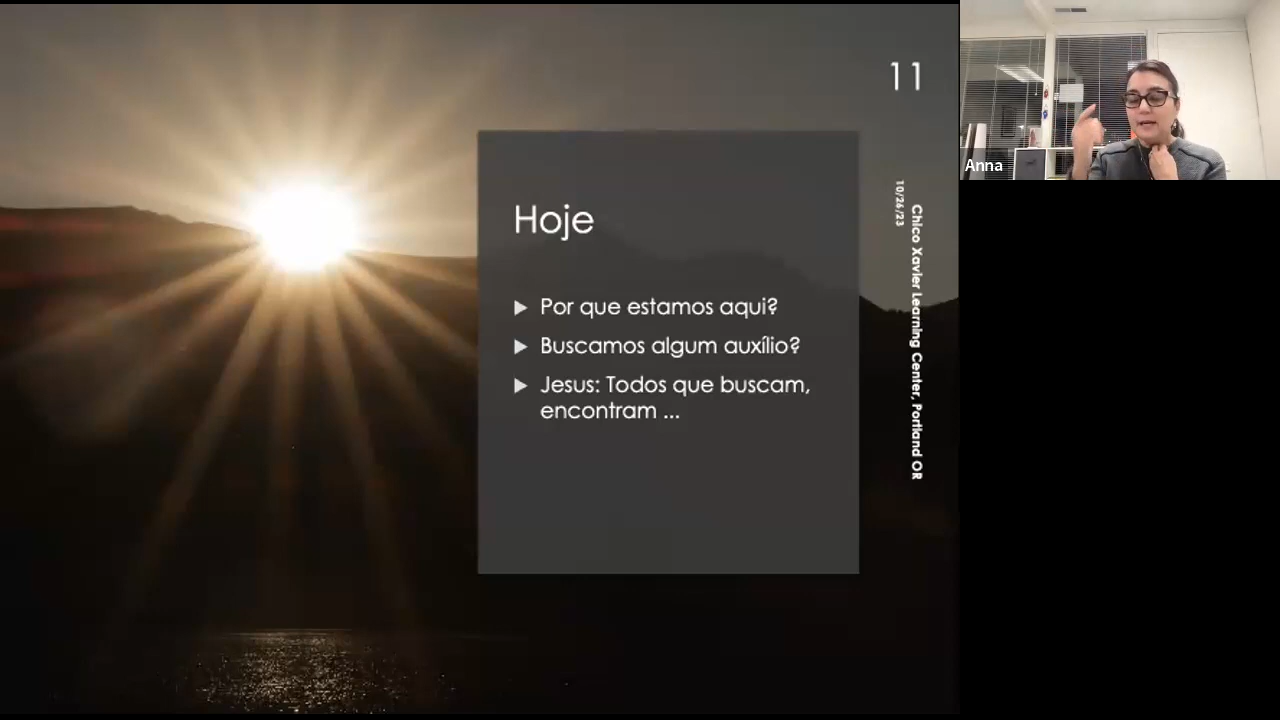 11
Hoje
Por que estamos aqui?
Buscamos algum auxílio?
Jesus: Todos que buscam,
encontram ...
Chico Xavier Learning Center, Portland OR
10/26/23
Anna